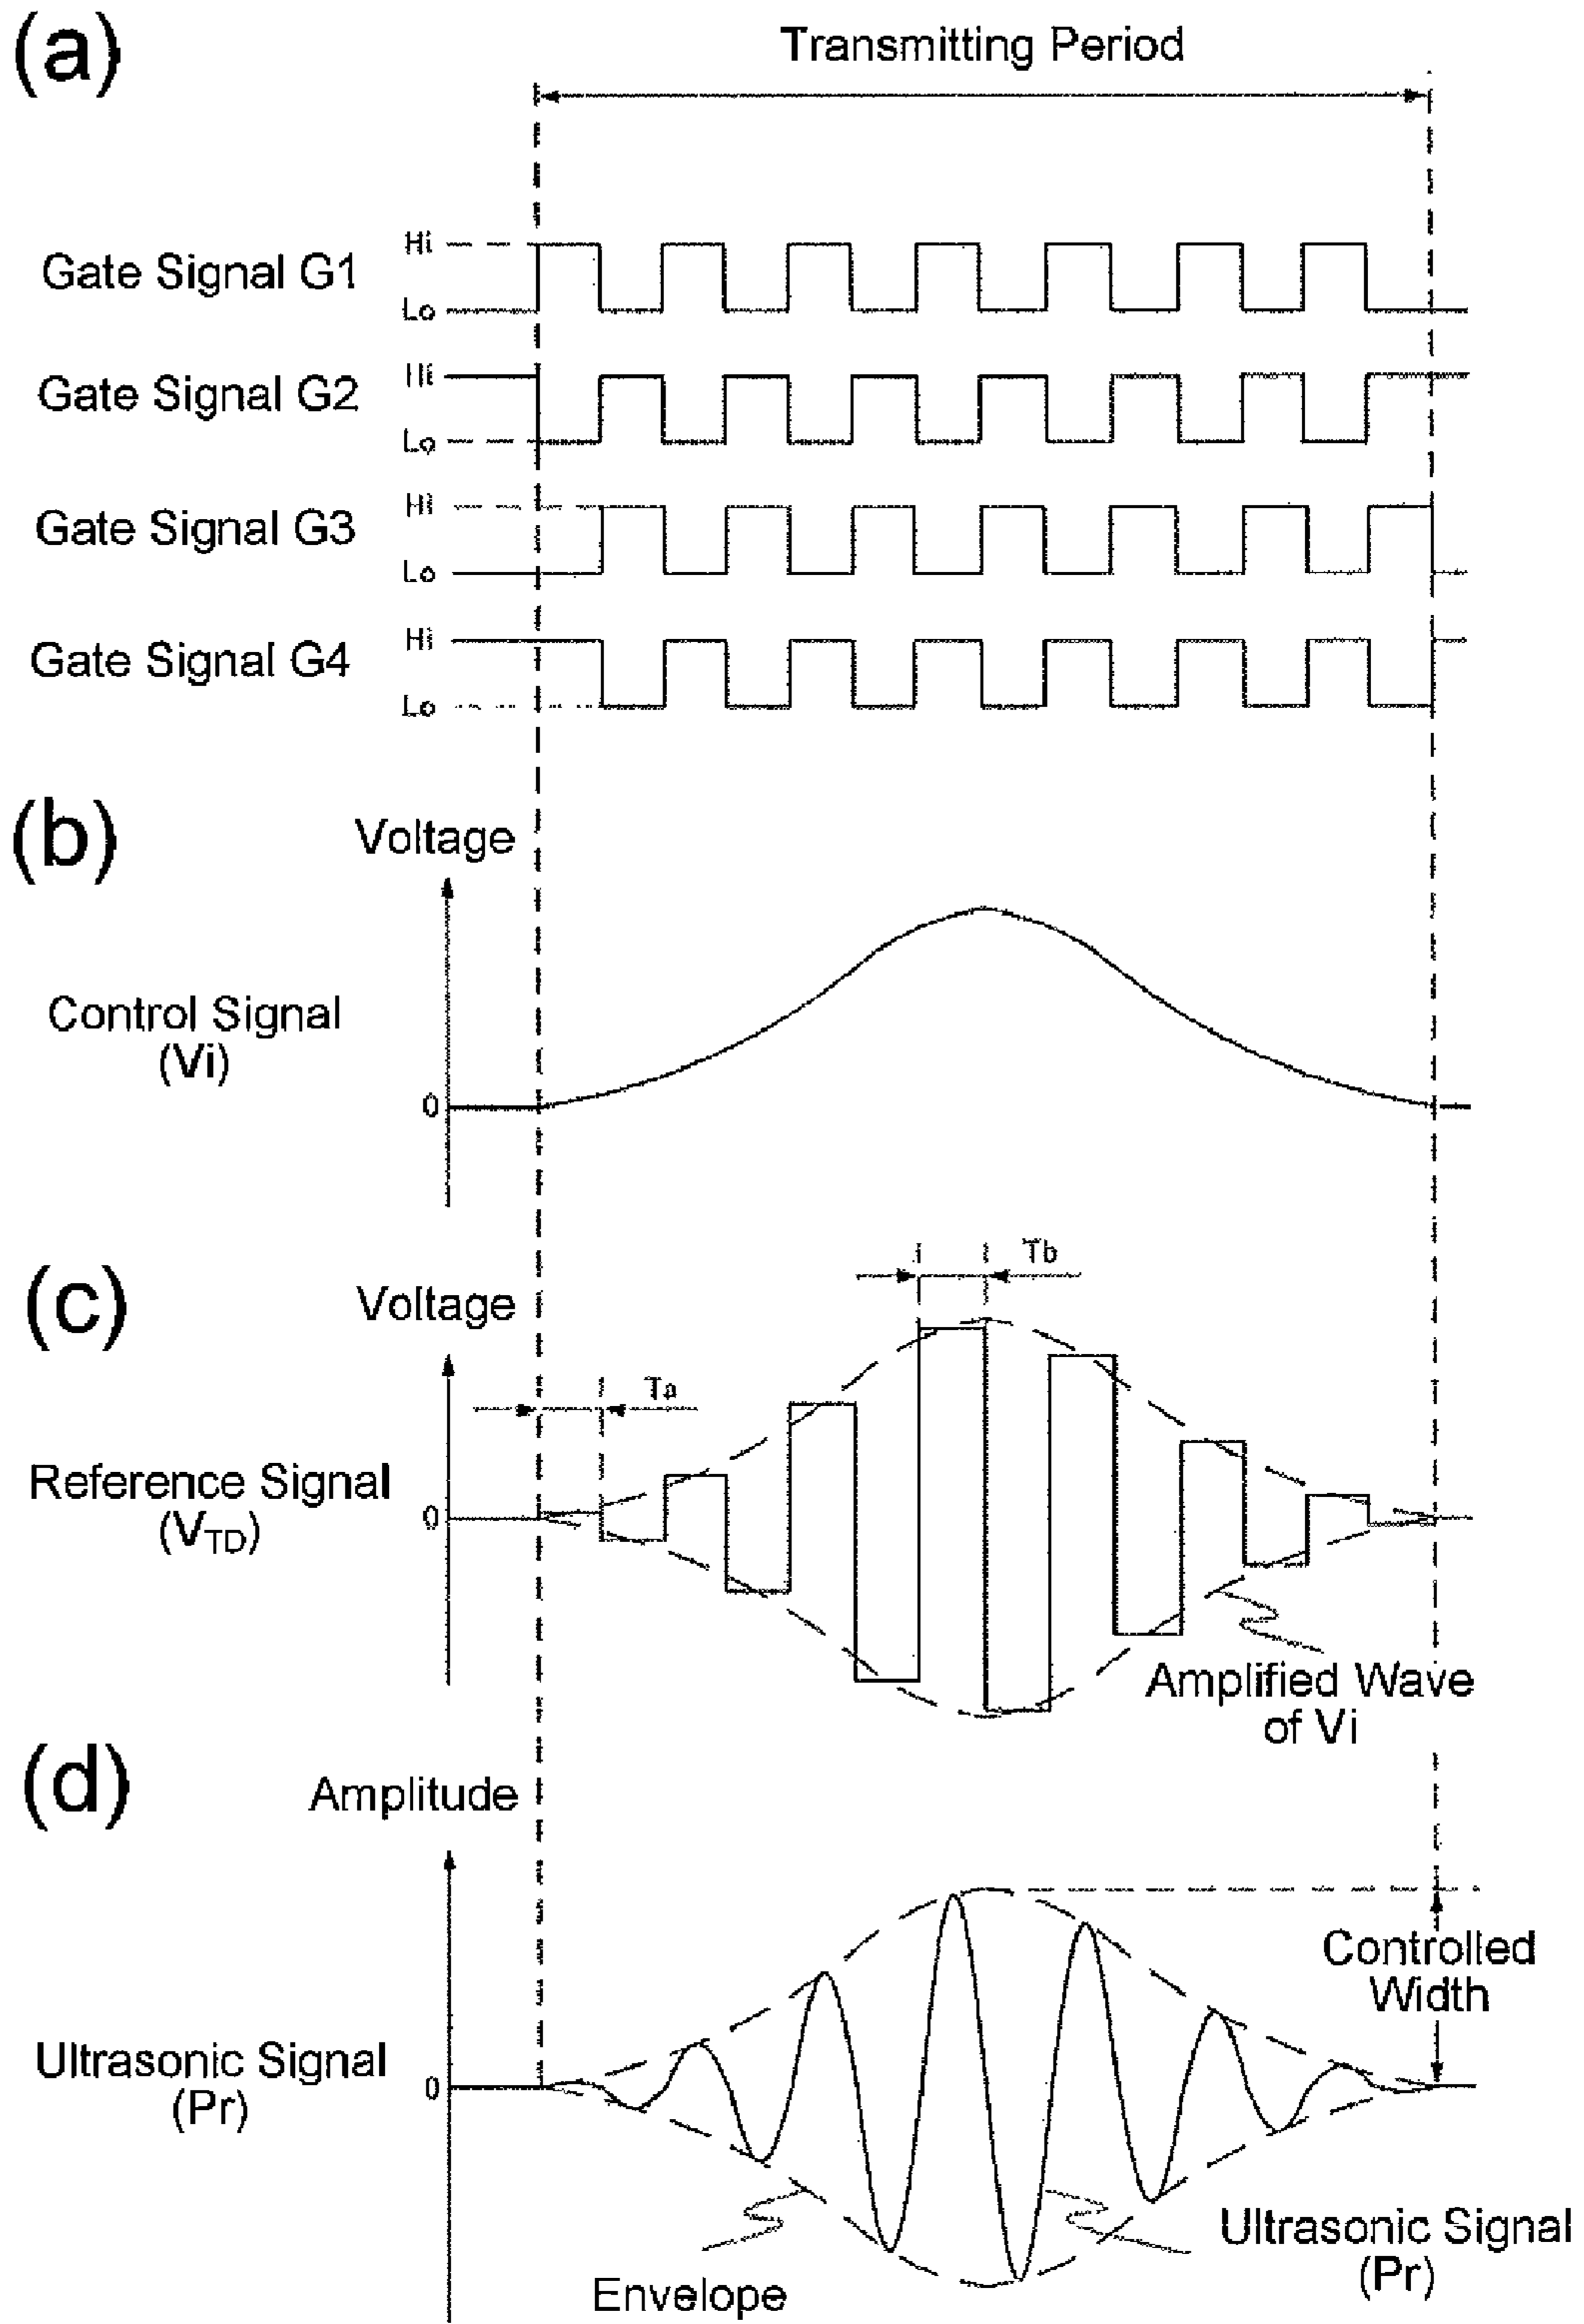 (a)
Transmitting Period
Gate Signal G1
Hi
Lo
Gate Signal G2
Hi
Lo
Gate Signal G3
Hi
Lo
Gate Signal G4
Hi
Lo
(b)
Voltage
Control Signal
(Vi)
0
(c)
Voltage
Ta
Tb
Reference Signal
(VTD)
0
Amplified Wave
of Vi
(d)
Amplitude
Controlled
Width
Ultrasonic Signal
(Pr)
0
Envelope
Ultrasonic Signal
(Pr)